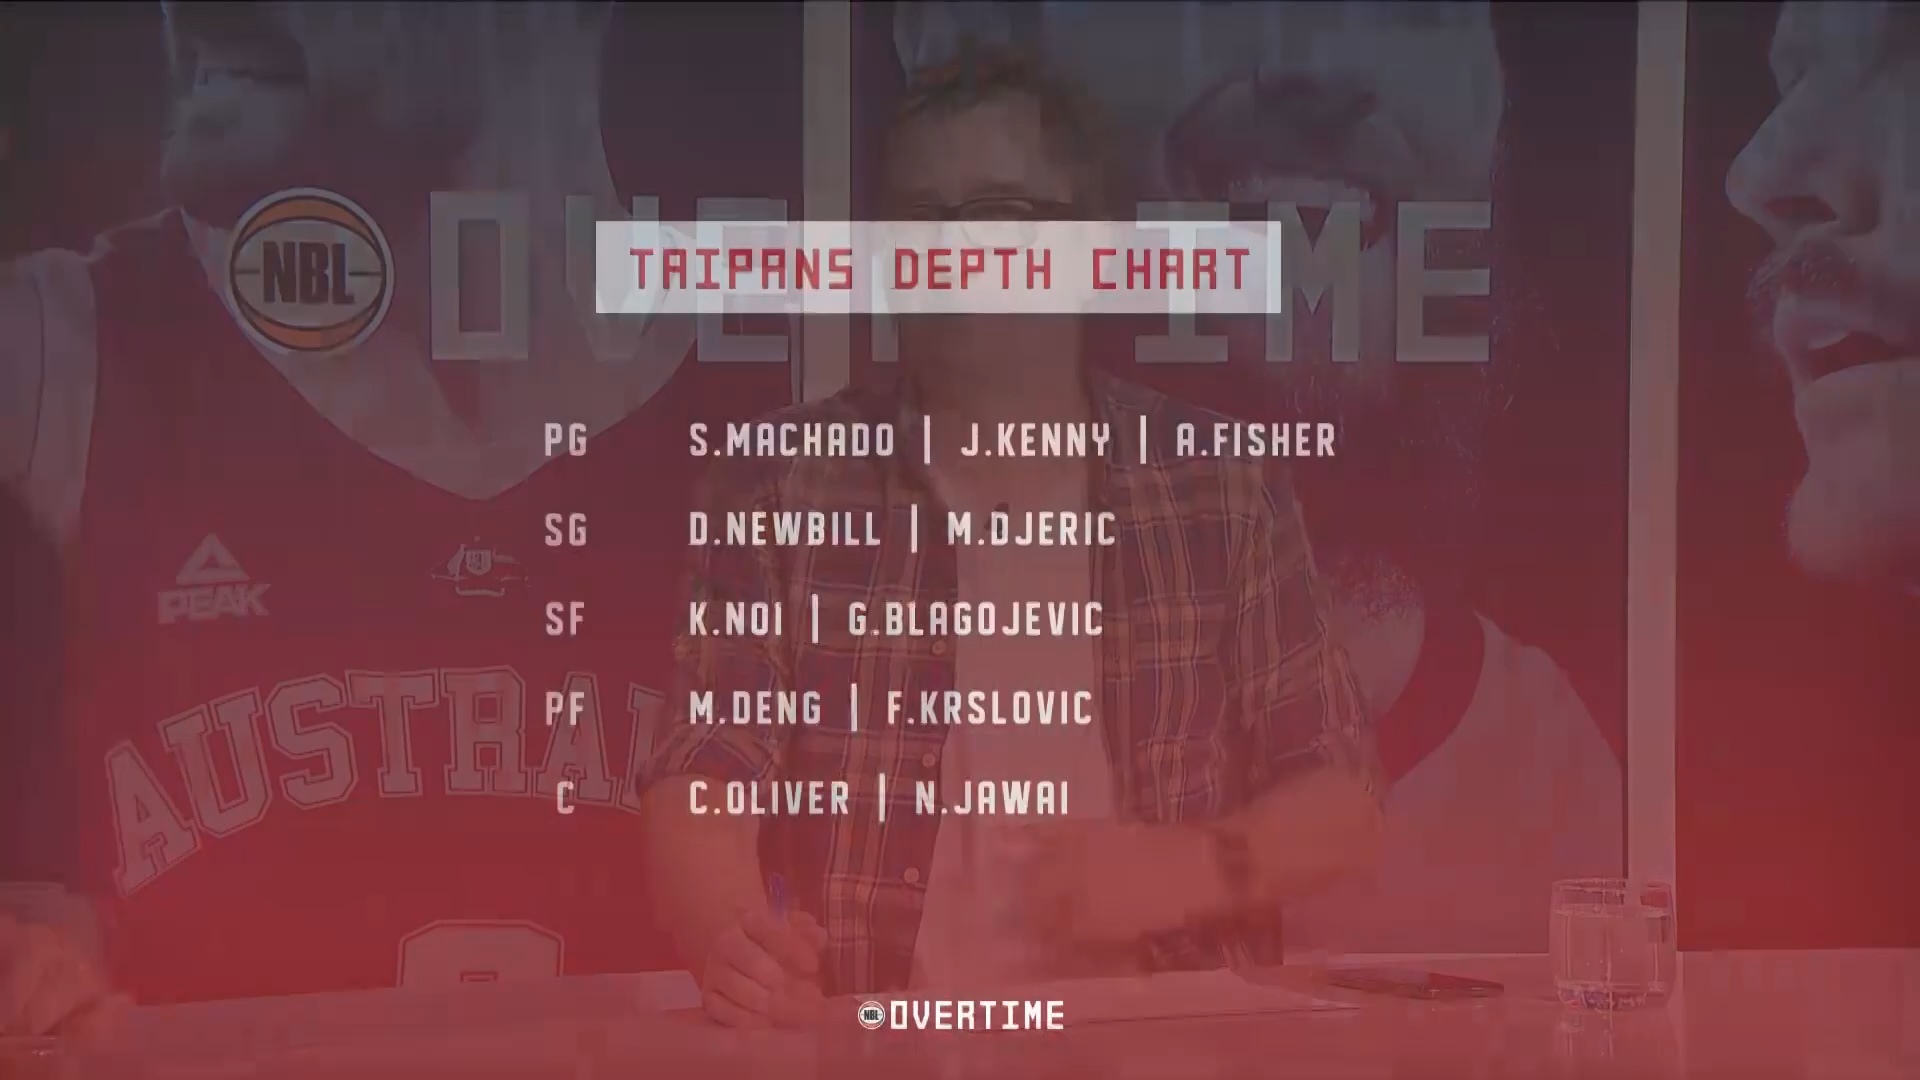 NBL OVERTIME
TAIPANS DEPTH CHART
PG S.MACHADO | J.KENNY | A.FISHER
SG D.NEWBILL | M.DJERIC
SF K.NOI | G.BLAGOJEVIC
PF M.DENG | F.KRSLOVIC
C C.OLIVER | N.JAWAI
PEAK
AUSTRAL
NBL OVERTIME